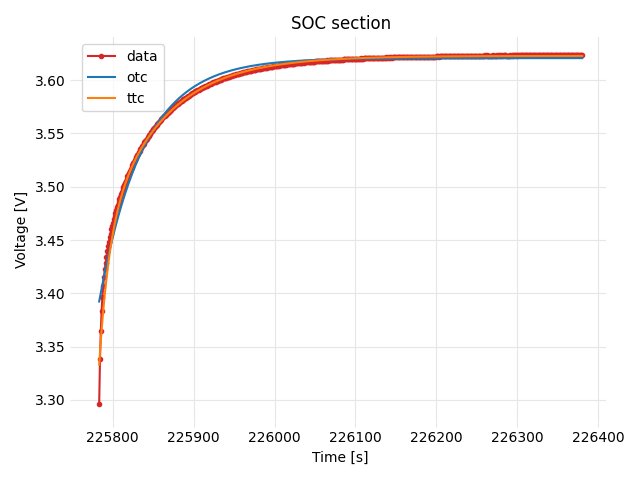 SOC section
data
otc
ttc
Voltage [V]
3.60
3.55
3.50
3.45
3.40
3.35
3.30
225800 225900 226000 226100 226200 226300 226400
Time [s]